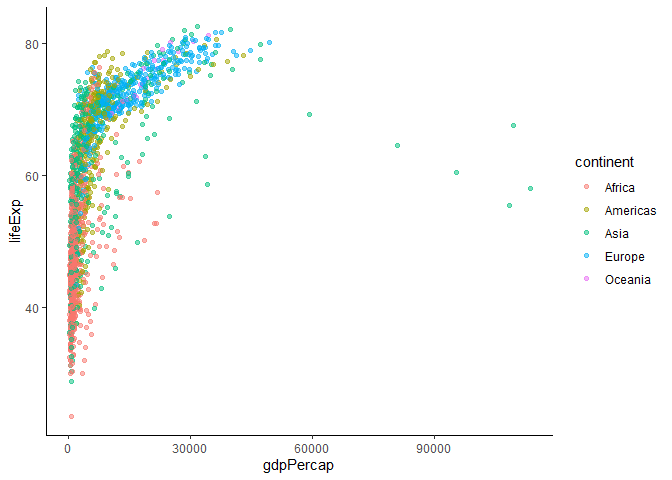 80
60
40
lifeExp
0
30000
60000
90000
gdpPercap
continent
Africa
Americas
Asia
Europe
Oceania